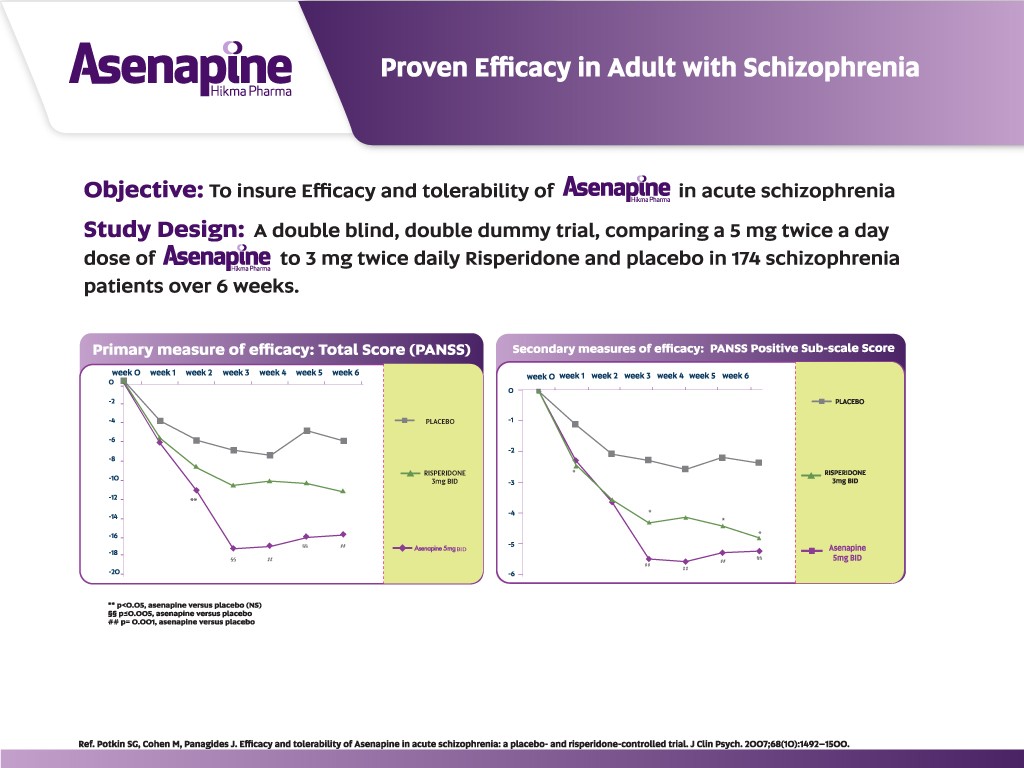 Asenapine
Hikma Pharma
Proven Efficacy in Adult with Schizophrenia
Objective: To insure Efficacy and tolerability of Asenapine Hikma Pharma in acute schizophrenia
Study Design: A double blind, double dummy trial, comparing a 5 mg twice a day
dose of Asenapine Hikma Pharma to 3 mg twice daily Risperidone and placebo in 174 schizophrenia
patients over 6 weeks.
Primary measure of efficacy: Total Score (PANSS)
week 0 week 1 week 2 week 3 week 4 week 5 week 6
0
-2
-4
-6
-8
-10
-12
-14
-16
-18
-20
**
§§
##
§§
##
PLACEBO
RISPERIDONE
3mg BID
Asenapine 5mg BID
Secondary measures of efficacy: PANSS Positive Sub-scale Score
week 0 week 1 week 2 week 3 week 4 week 5 week 6
0
-1
-2
-3
-4
-5
-6
*
*
*
*
##
##
##
§§
PLACEBO
RISPERIDONE
3mg BID
Asenapine
5mg BID
** p<0.05, asenapine versus placebo (NS)
§§ p≤0.005, asenapine versus placebo
## p= 0.001, asenapine versus placebo
Ref. Potkin SG, Cohen M, Panagides J. Efficacy and tolerability of Asenapine in acute schizophrenia: a placebo- and risperidone-controlled trial. J Clin Psych. 2007;68(10):1492–1500.